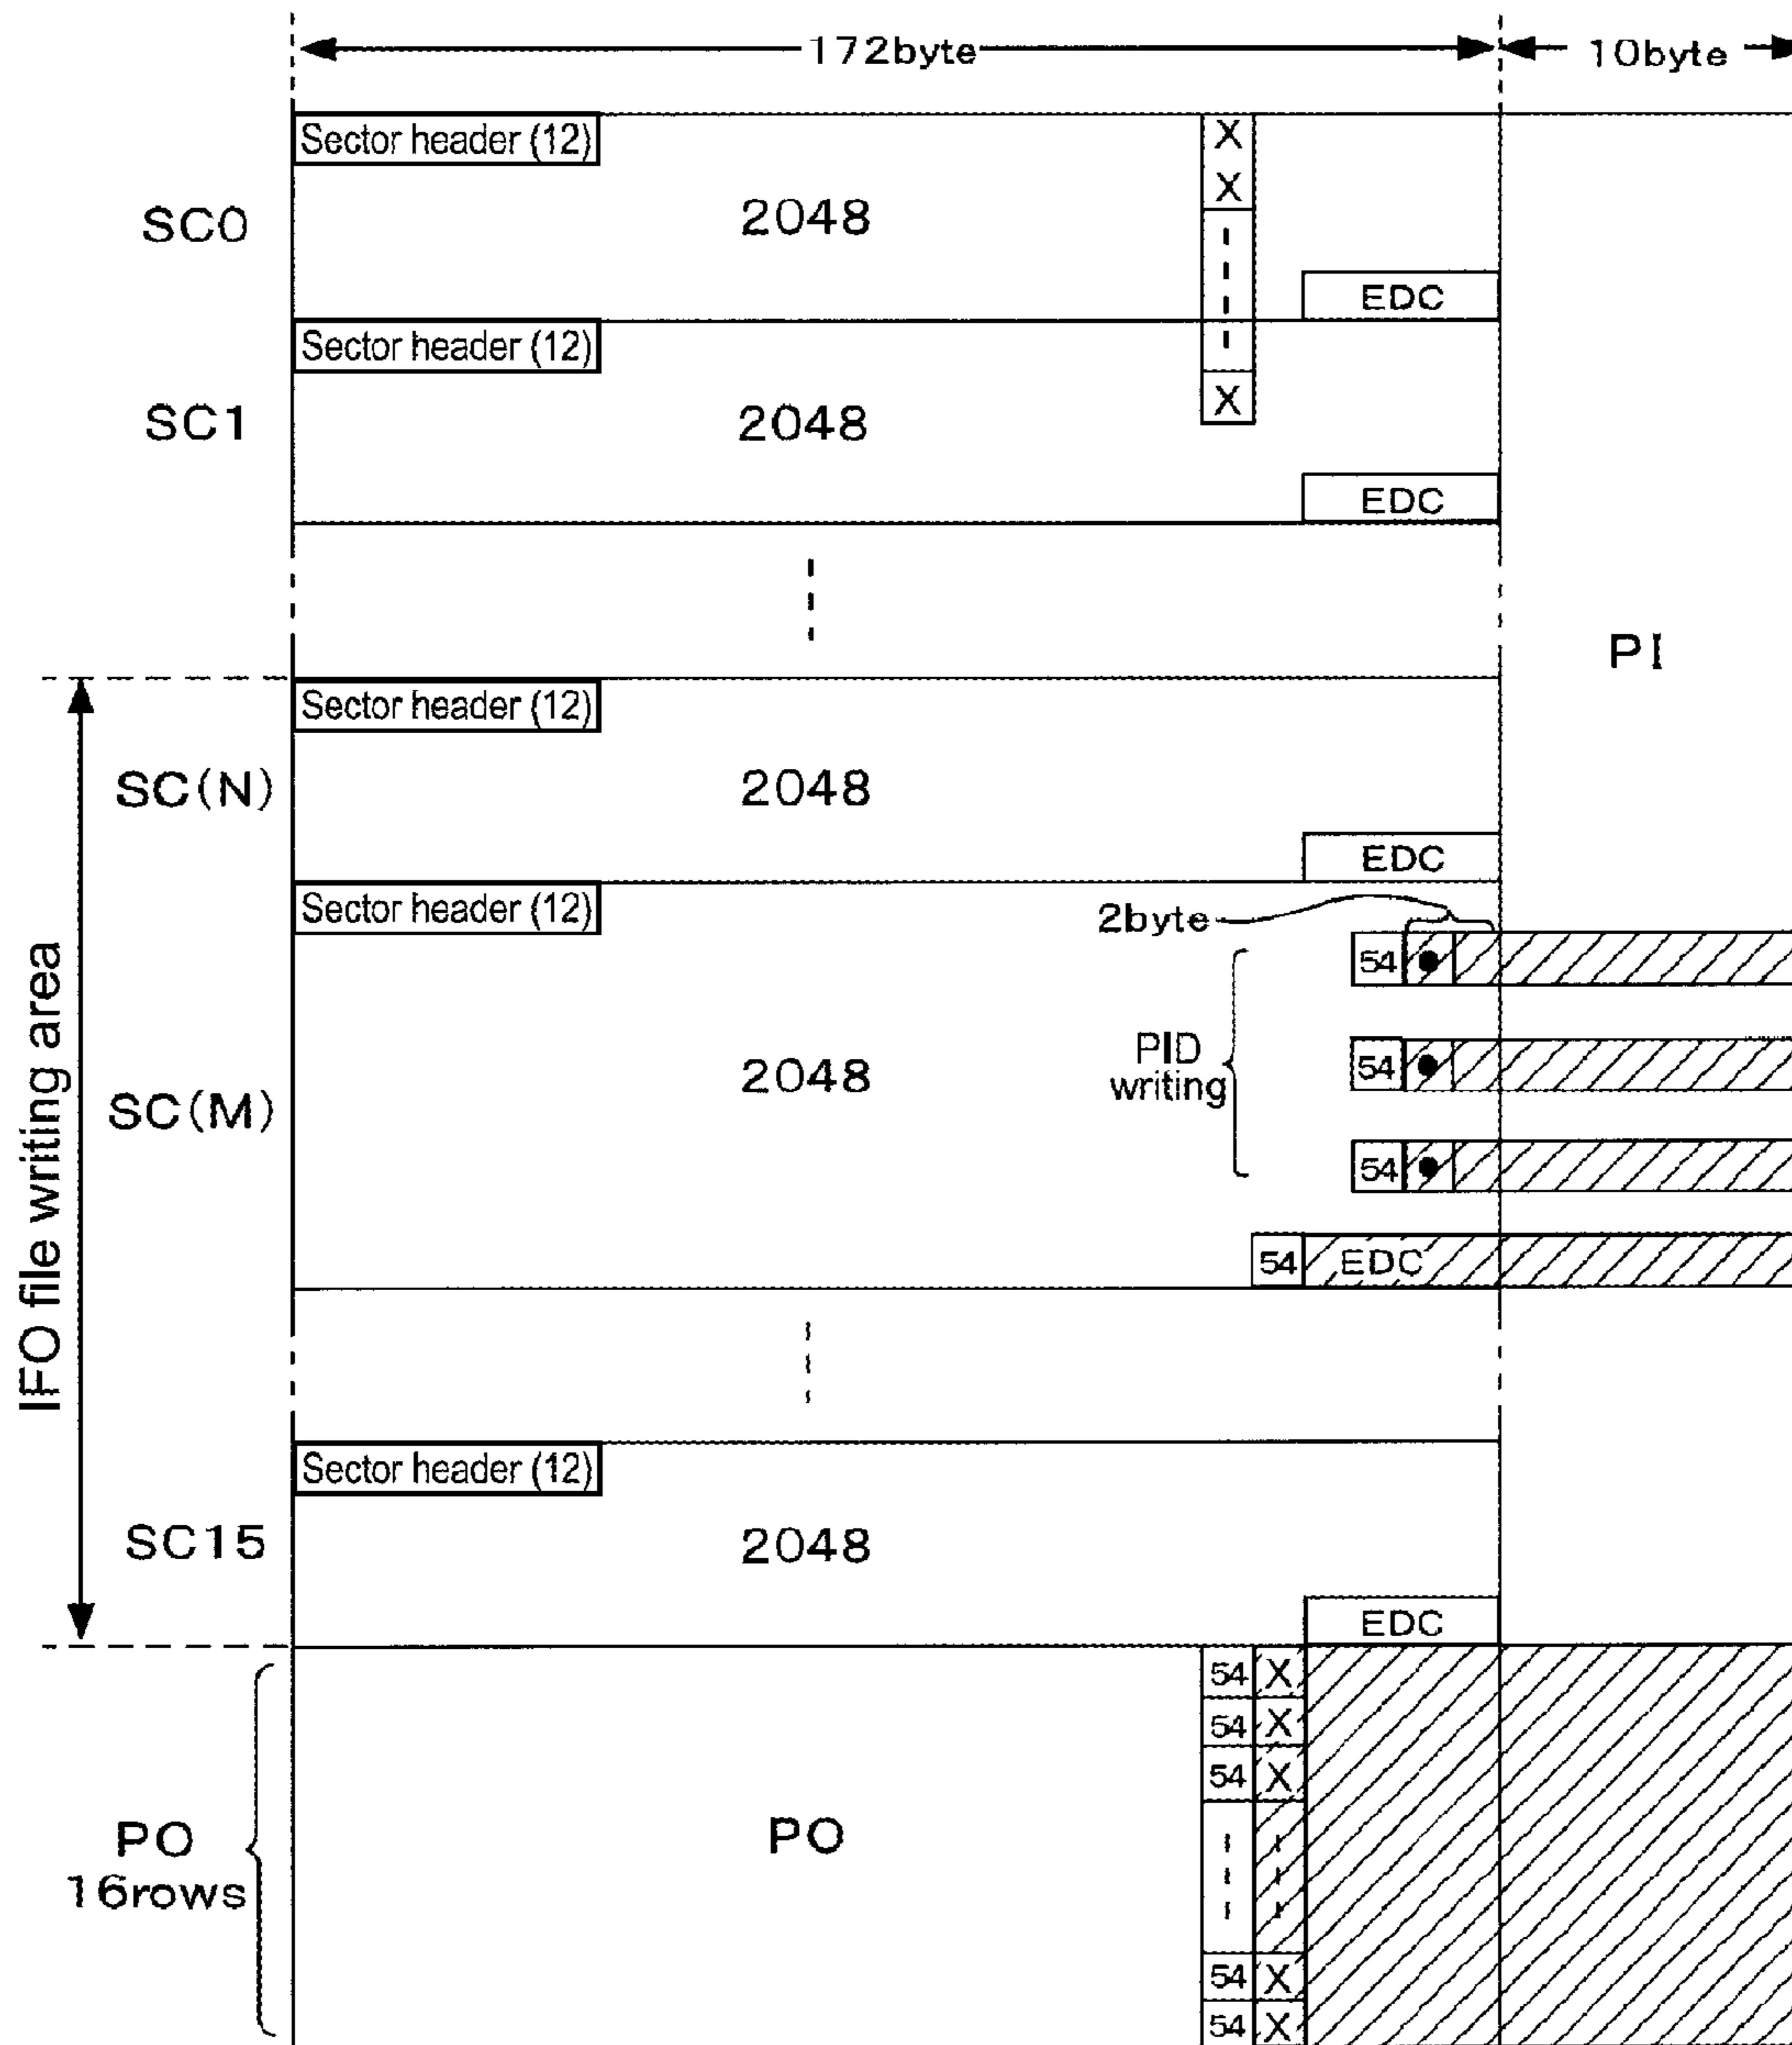 172byte 10byte
Sector header (12) X
X
SC0 2048
EDC
Sector header (12)
X
SC1 2048
EDC
PI
Sector header (12)
SC(N) 2048
EDC
Sector header (12)
2byte
54
PID
writing
54
SC(M) 2048
54
54 EDC
IFO file writing area
Sector header (12)
SC15 2048
EDC
54 X
54 X
54 X
PO
16rows
PO
54 X
54 X